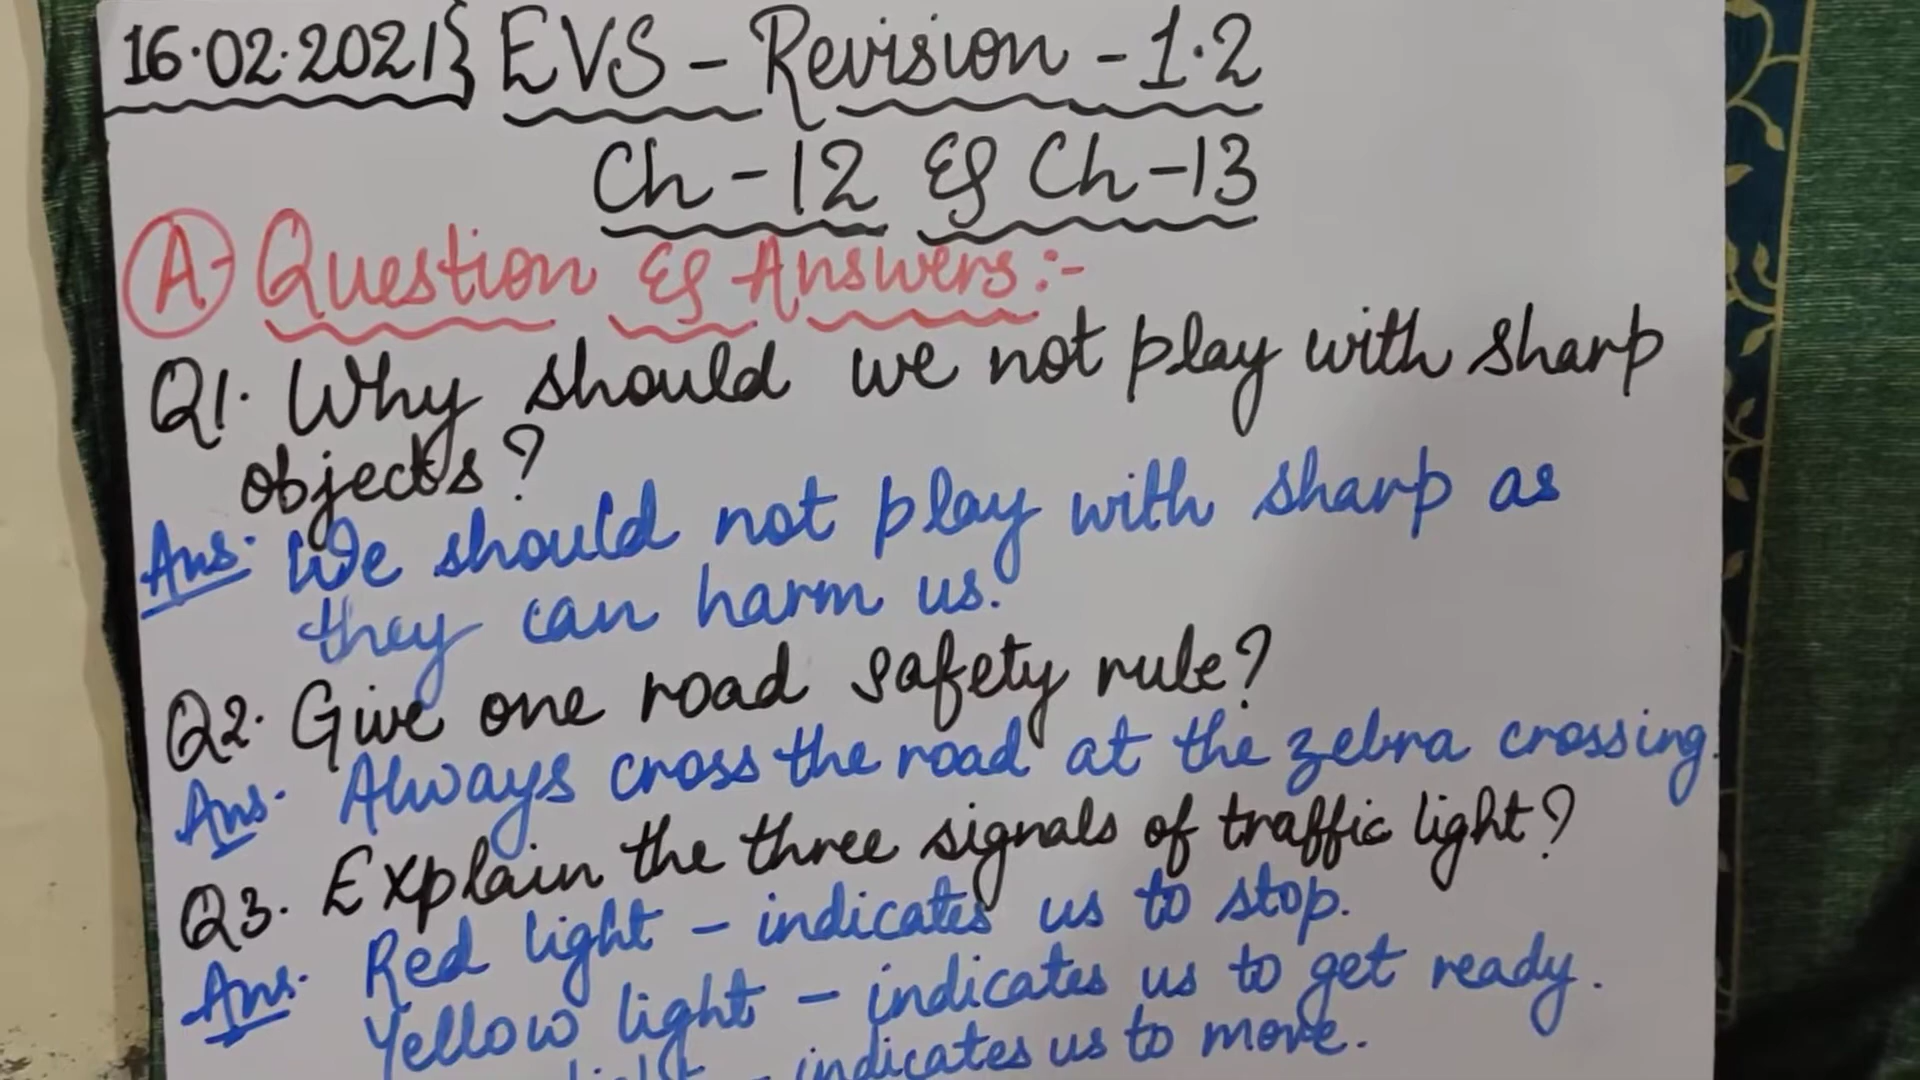 16.02.2021} EVS - Revision - 1.2
Ch - 12 & Ch - 13
A Question & Answers :-
Q1. Why should we not play with sharp
objects?
Ans. We should not play with sharp as
they can harm us.
Q2. Give one road safety rule?
Ans. Always cross the road at the zebra crossing.
Q3. Explain the three signals of traffic light?
Ans. Red light - indicates us to stop.
Yellow light - indicates us to get ready.
light - indicates us to move.